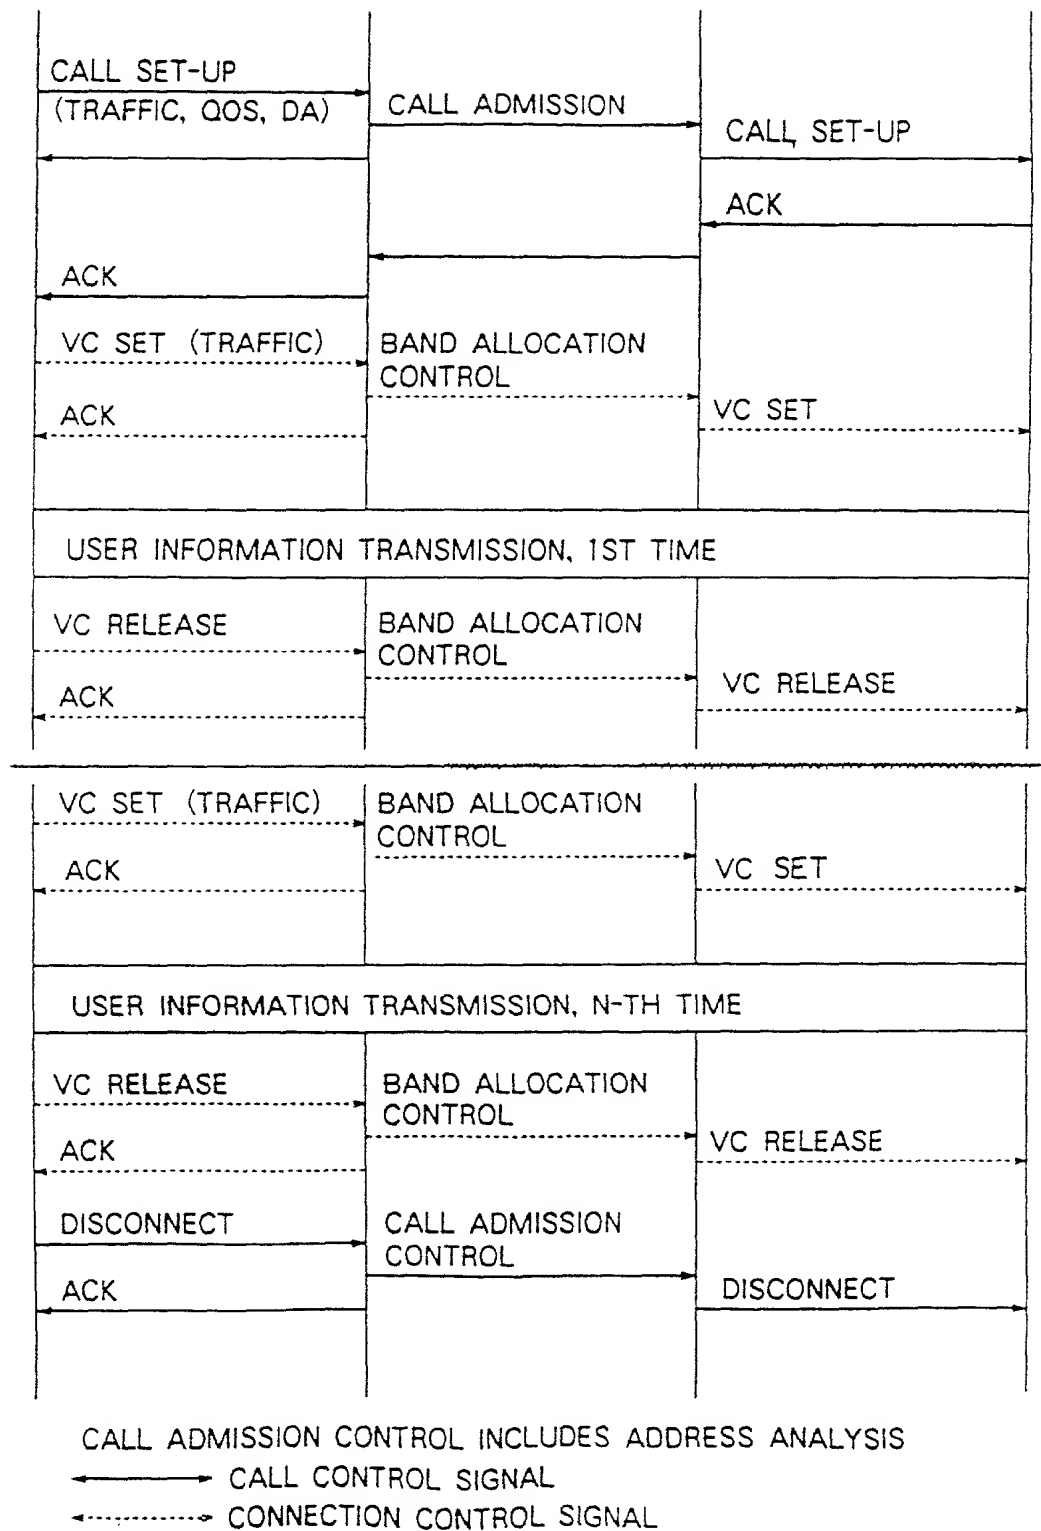 CALL SET-UP
(TRAFFIC, QOS, DA)
CALL ADMISSION
CALL SET-UP
ACK
ACK
VC SET (TRAFFIC)
BAND ALLOCATION
CONTROL
ACK
VC SET
USER INFORMATION TRANSMISSION, 1ST TIME
VC RELEASE
BAND ALLOCATION
CONTROL
ACK
VC RELEASE
VC SET (TRAFFIC)
BAND ALLOCATION
CONTROL
ACK
VC SET
USER INFORMATION TRANSMISSION, N-TH TIME
VC RELEASE
BAND ALLOCATION
CONTROL
ACK
VC RELEASE
DISCONNECT
CALL ADMISSION
CONTROL
ACK
DISCONNECT
CALL ADMISSION CONTROL INCLUDES ADDRESS ANALYSIS
CALL CONTROL SIGNAL
CONNECTION CONTROL SIGNAL